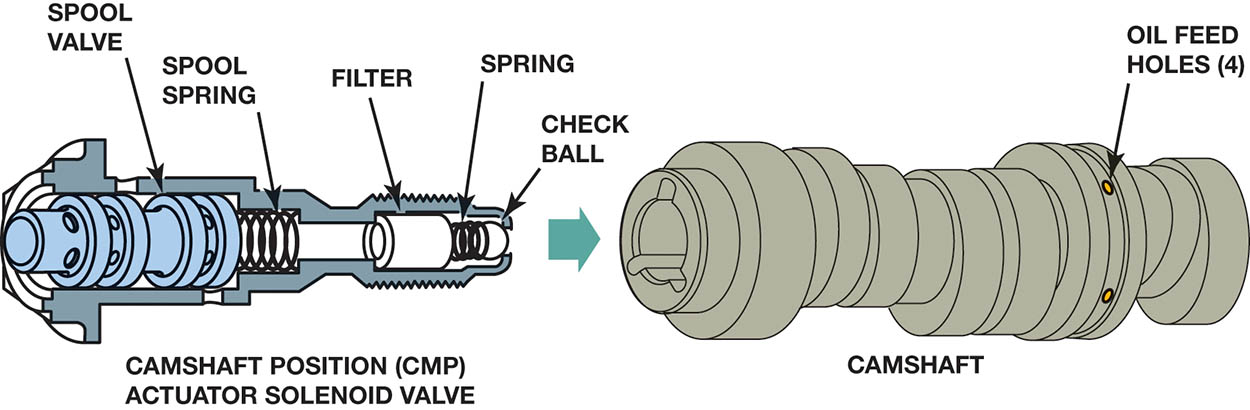 SPOOL
VALVE
SPOOL
SPRING
FILTER
SPRING
CHECK
BALL
OIL FEED
HOLES (4)
CAMSHAFT POSITION (CMP)
ACTUATOR SOLENOID VALVE
CAMSHAFT